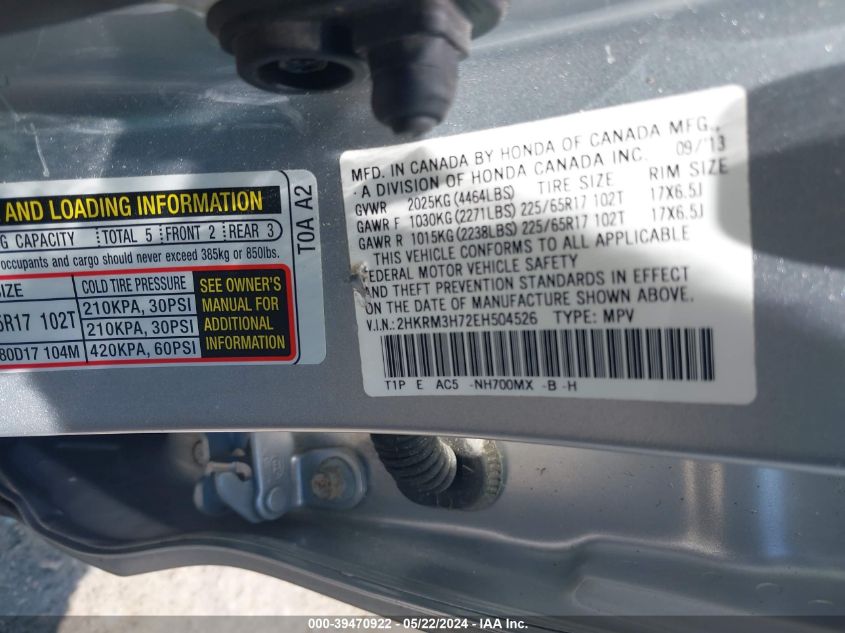 AND LOADING INFORMATION
G CAPACITY TOTAL 5 FRONT 2 REAR 3
occupants and cargo should never exceed 385kg or 850lbs.
SIZE COLD TIRE PRESSURE
5R17 102T 210KPA, 30PSI
210KPA, 30PSI
80D17 104M 420KPA, 60PSI
SEE OWNER'S
MANUAL FOR
ADDITIONAL
INFORMATION
TOA A2
MFD. IN CANADA BY HONDA OF CANADA MFG.,
A DIVISION OF HONDA CANADA INC. 09/13
GVWR 2025KG (4464LBS) TIRE SIZE RIM SIZE
GAWR F 1030KG (2271LBS) 225/65R17 102T 17X6.5J
GAWR R 1015KG (2238LBS) 225/65R17 102T 17X6.5J
THIS VEHICLE CONFORMS TO ALL APPLICABLE
FEDERAL MOTOR VEHICLE SAFETY
AND THEFT PREVENTION STANDARDS IN EFFECT
ON THE DATE OF MANUFACTURE SHOWN ABOVE.
V.I.N.: 2HKRM3H72EH504526 TYPE: MPV
T1P E AC5 -NH700MX -B -H
000-39470922 - 05/22/2024 - IAA Inc.